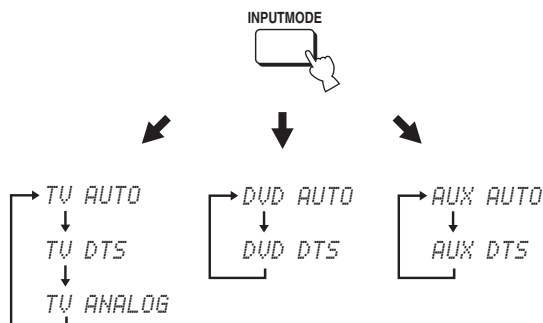 INPUTMODE
TV AUTO
TV DTS
TV ANALOG
DVD AUTO
DVD DTS
AUX AUTO
AUX DTS